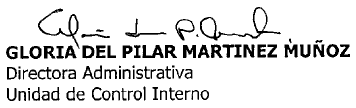 GLORIA DEL PILAR MARTINEZ MUÑOZ
Directora Administrativa
Unidad de Control Interno